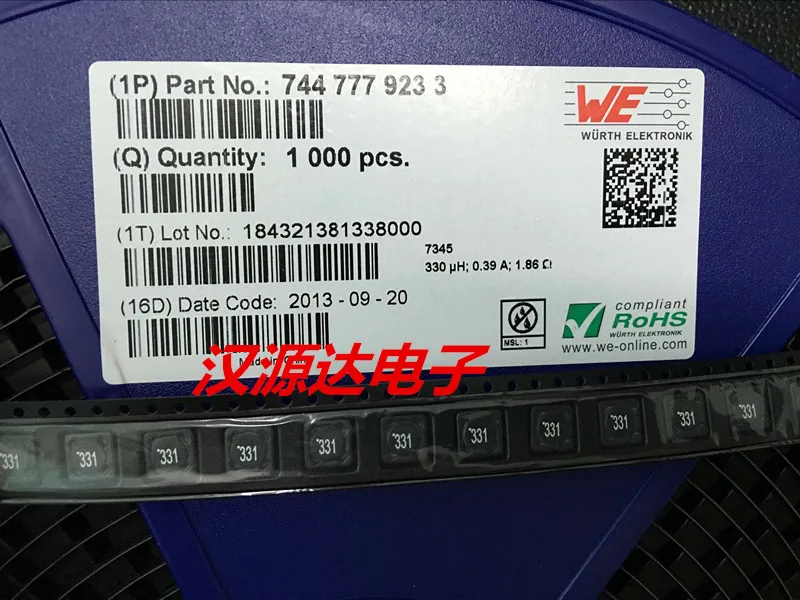 (1P) Part No.: 744 777 923 3
WE
WÜRTH ELEKTRONIK
(Q) Quantity: 1 000 pcs.
(1T) Lot No.: 184321381338000
7345
330 µH; 0.39 A; 1.86 Ω
(16D) Date Code: 2013 - 09 - 20
MSL: 1
compliant
RoHS
WÜRTH ELEKTRONIK
www.we-online.com
Made in
汉源达电子
331 331 331 331 331 331 331 331 331 331 331